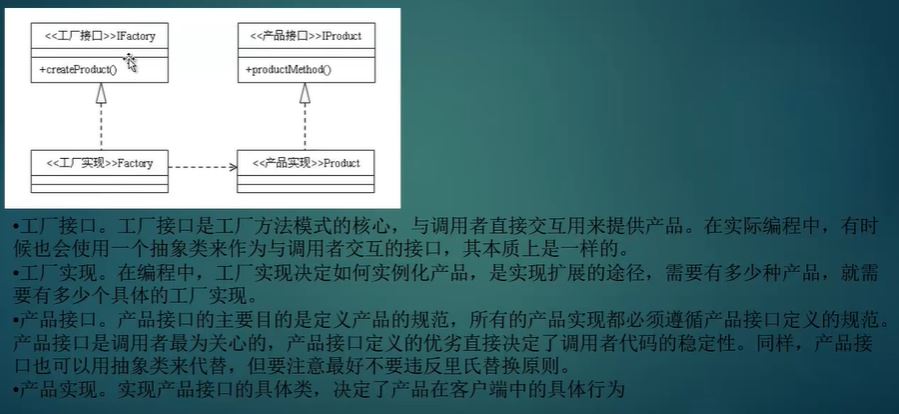 <<工厂接口>>IFactory
<<产品接口>>IProduct
+createProduct()
+productMethod()
<<工厂实现>>Factory
<<产品实现>>Product
•工厂接口。工厂接口是工厂方法模式的核心，与调用者直接交互用来提供产品。在实际编程中，有时
候也会使用一个抽象类来作为与调用者交互的接口，其本质上是一样的。
•工厂实现。在编程中，工厂实现决定如何实例化产品，是实现扩展的途径，需要有多少种产品，就需
要有多少个具体的工厂实现。
•产品接口。产品接口的主要目的是定义产品的规范，所有的产品实现都必须遵循产品接口定义的规范。
产品接口是调用者最为关心的，产品接口定义的优劣直接决定了调用者代码的稳定性。同样，产品接
口也可以用抽象类来代替，但要注意最好不要违反里氏替换原则。
•产品实现。实现产品接口的具体类，决定了产品在客户端中的具体行为